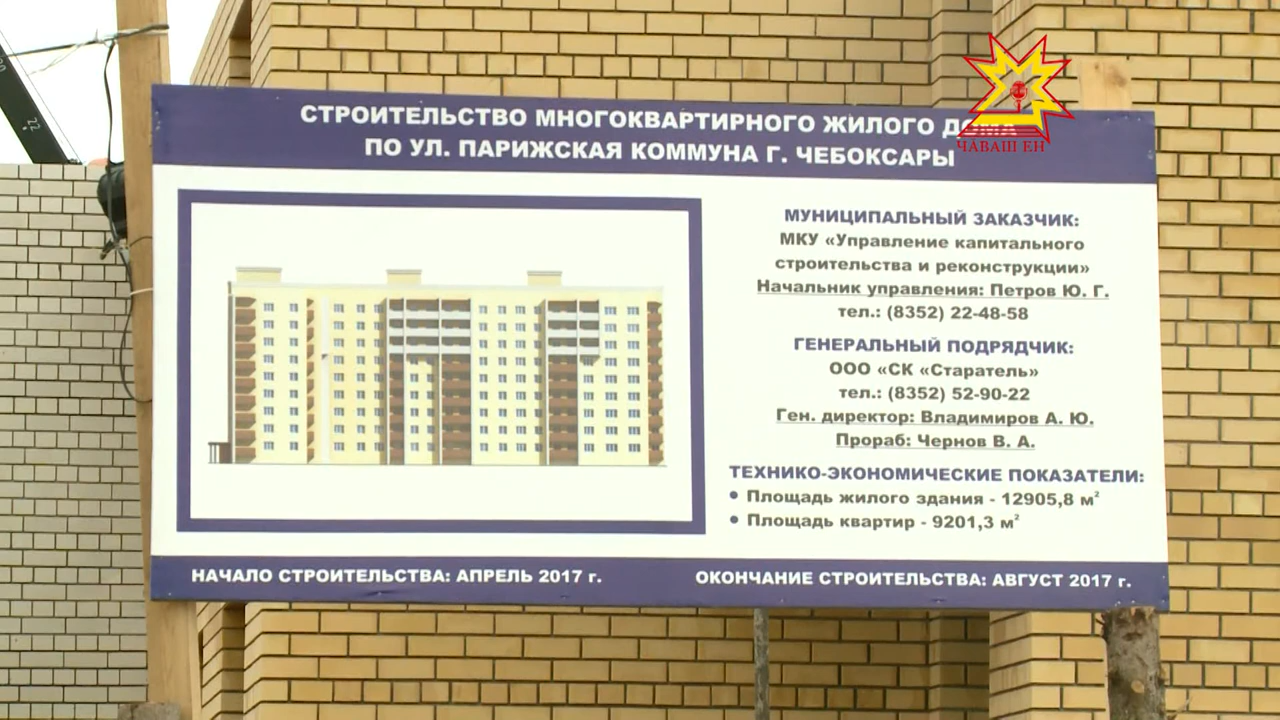 СТРОИТЕЛЬСТВО МНОГОКВАРТИРНОГО ЖИЛОГО ДОМА
ПО УЛ. ПАРИЖСКАЯ КОММУНА Г. ЧЕБОКСАРЫ
ЧӐВАШ ЕН
22
МУНИЦИПАЛЬНЫЙ ЗАКАЗЧИК:
МКУ «Управление капитального
строительства и реконструкции»
Начальник управления: Петров Ю. Г.
тел.: (8352) 22-48-58
ГЕНЕРАЛЬНЫЙ ПОДРЯДЧИК:
ООО «СК «Старатель»
тел.: (8352) 52-90-22
Ген. директор: Владимиров А. Ю.
Прораб: Чернов В. А.
ТЕХНИКО-ЭКОНОМИЧЕСКИЕ ПОКАЗАТЕЛИ:
• Площадь жилого здания - 12905,8 м²
• Площадь квартир - 9201,3 м²
НАЧАЛО СТРОИТЕЛЬСТВА: АПРЕЛЬ 2017 г.
ОКОНЧАНИЕ СТРОИТЕЛЬСТВА: АВГУСТ 2017 г.